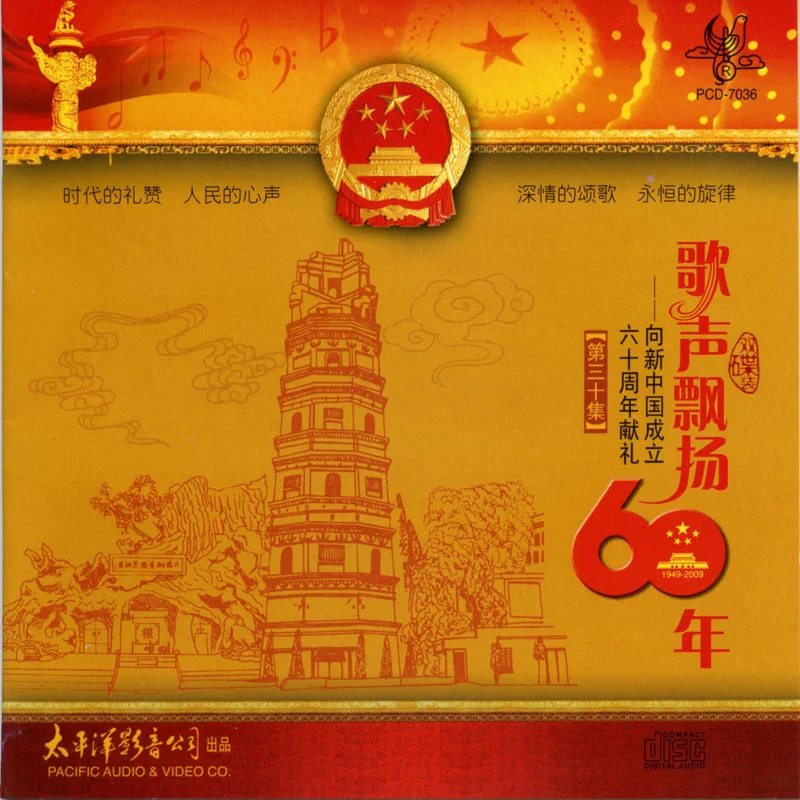 R
PCD-7036
时代的礼赞 人民的心声
深情的颂歌 永恒的旋律
歌声飘扬60年
双碟装
——向新中国成立
六十周年献礼
【第三十集】
1949-2009
太平洋影音公司 出品
PACIFIC AUDIO & VIDEO CO.
COMPACT
disc
DIGITAL AUDIO